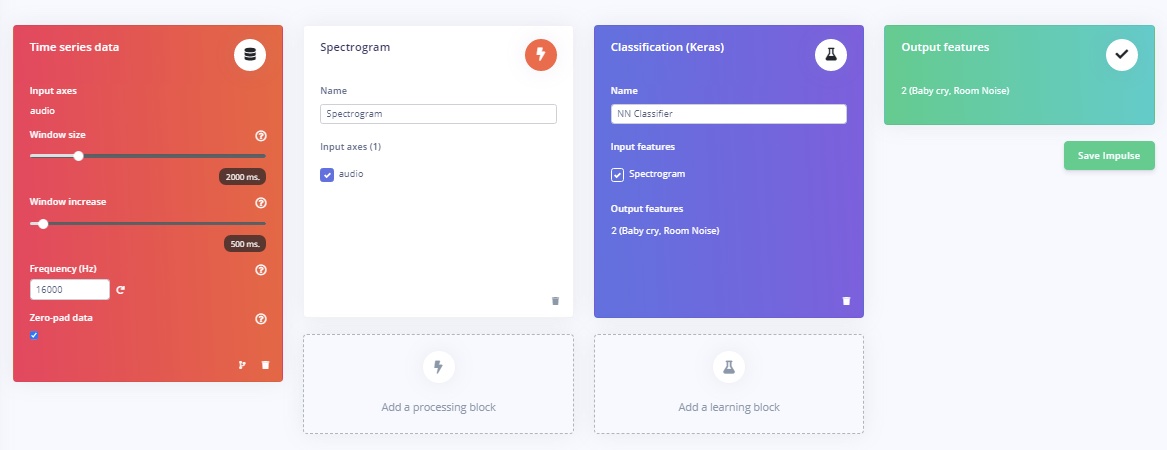 Time series data
Input axes
audio
Window size
2000 ms.
Window increase
500 ms.
Frequency (Hz)
16000
Zero-pad data
Spectrogram
Name
Spectrogram
Input axes (1)
audio
Add a processing block
Classification (Keras)
Name
NN Classifier
Input features
Spectrogram
Output features
2 (Baby cry, Room Noise)
Add a learning block
Output features
2 (Baby cry, Room Noise)
Save Impulse